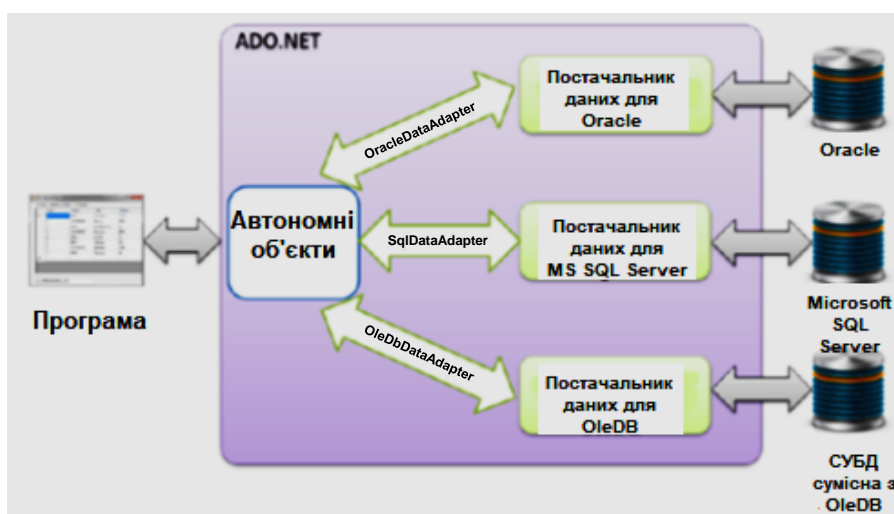 ADO.NET
Постачальник
даних для
Oracle
OracleDataAdapter
Oracle
Автономні
об'єкти
SqlDataAdapter
Постачальник
даних для
MS SQL Server
Програма
Microsoft
SQL
Server
OleDbDataAdapter
Постачальник
даних для
OleDB
СУБД
сумісна з
OleDB